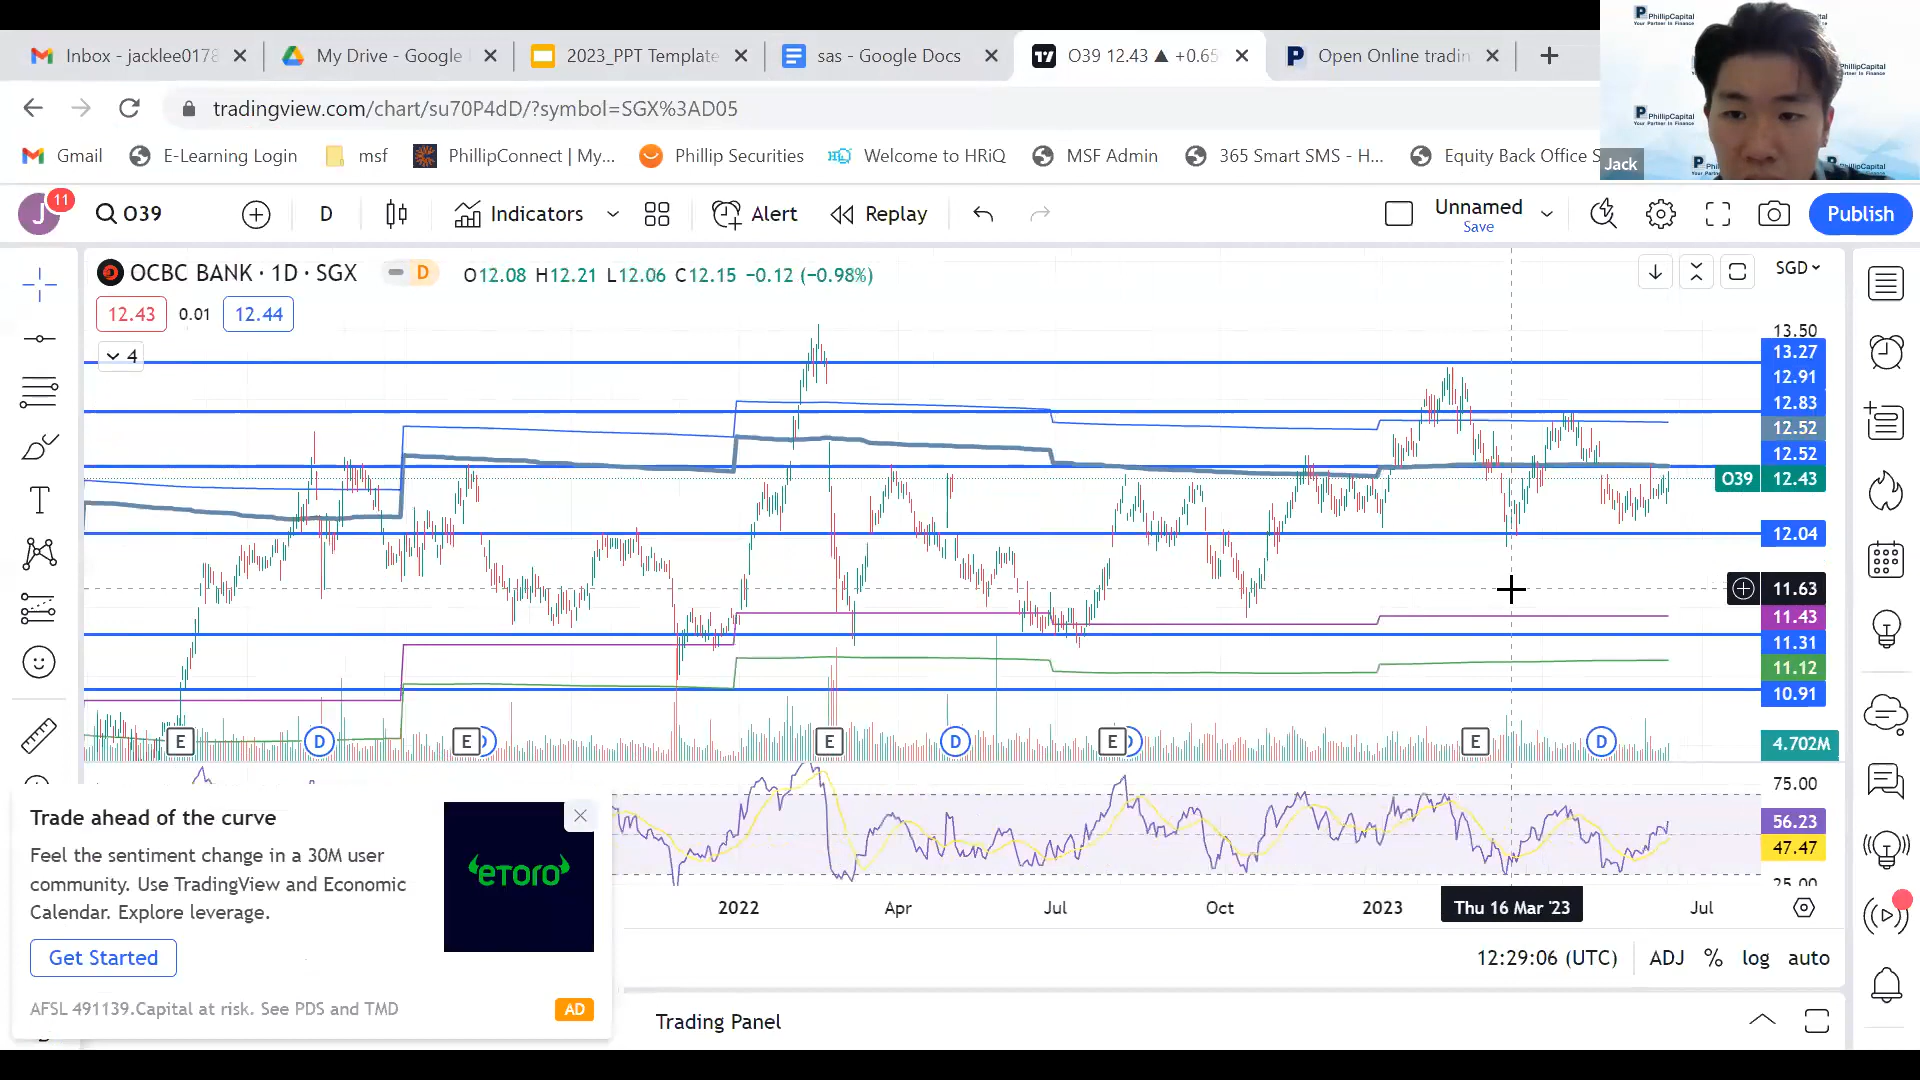 Inbox - jacklee0178
My Drive - Google
2023_PPT Template
sas - Google Docs
O39 12.43 ▲ +0.65
Open Online tradin
tradingview.com/chart/su70P4dD/?symbol=SGX%3AD05
Gmail
E-Learning Login
msf
PhillipConnect | My...
Phillip Securities
Welcome to HRiQ
MSF Admin
365 Smart SMS - H...
Equity Back Office S
PhillipCapital
Your Partner In Finance
Jack
J
11
O39
D
Indicators
Alert
Replay
Unnamed
Save
Publish
OCBC BANK · 1D · SGX
D
O12.08 H12.21 L12.06 C12.15 −0.12 (−0.98%)
SGD
12.43
0.01
12.44
4
13.50
13.27
12.91
12.83
12.52
12.52
O39 12.43
12.04
11.63
11.43
11.31
11.12
10.91
E
D
E
E
D
E
E
D
4.702M
75.00
56.23
47.47
25.00
2022
Apr
Jul
Oct
2023
Thu 16 Mar '23
Jul
Trade ahead of the curve
Feel the sentiment change in a 30M user
community. Use TradingView and Economic
Calendar. Explore leverage.
eToro
Get Started
AFSL 491139.Capital at risk. See PDS and TMD
AD
12:29:06 (UTC)
ADJ
%
log
auto
Trading Panel